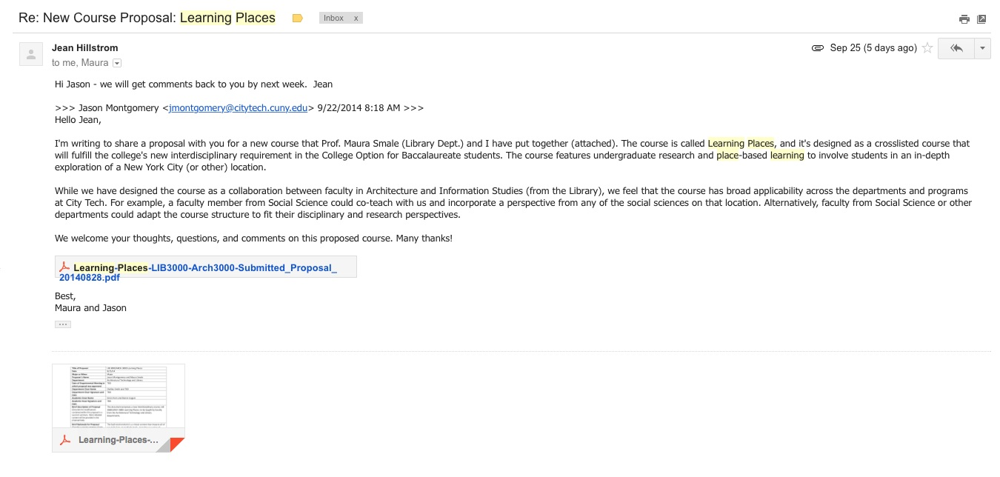 Re: New Course Proposal: Learning Places
Inbox x
Jean Hillstrom
Sep 25 (5 days ago)
to me, Maura
Hi Jason - we will get comments back to you by next week. Jean
>>> Jason Montgomery <jmontgomery@citytech.cuny.edu> 9/22/2014 8:18 AM >>>
Hello Jean,
I'm writing to share a proposal with you for a new course that Prof. Maura Smale (Library Dept.) and I have put together (attached). The course is called Learning Places, and it's designed as a crosslisted course that
will fulfill the college's new interdisciplinary requirement in the College Option for Baccalaureate students. The course features undergraduate research and place-based learning to involve students in an in-depth
exploration of a New York City (or other) location.
While we have designed the course as a collaboration between faculty in Architecture and Information Studies (from the Library), we feel that the course has broad applicability across the departments and programs
at City Tech. For example, a faculty member from Social Science could co-teach with us and incorporate a perspective from any of the social sciences on that location. Alternatively, faculty from Social Science or other
departments could adapt the course structure to fit their disciplinary and research perspectives.
We welcome your thoughts, questions, and comments on this proposed course. Many thanks!
Learning-Places-LIB3000-Arch3000-Submitted_Proposal_
20140828.pdf
Best,
Maura and Jason
Learning-Places-...